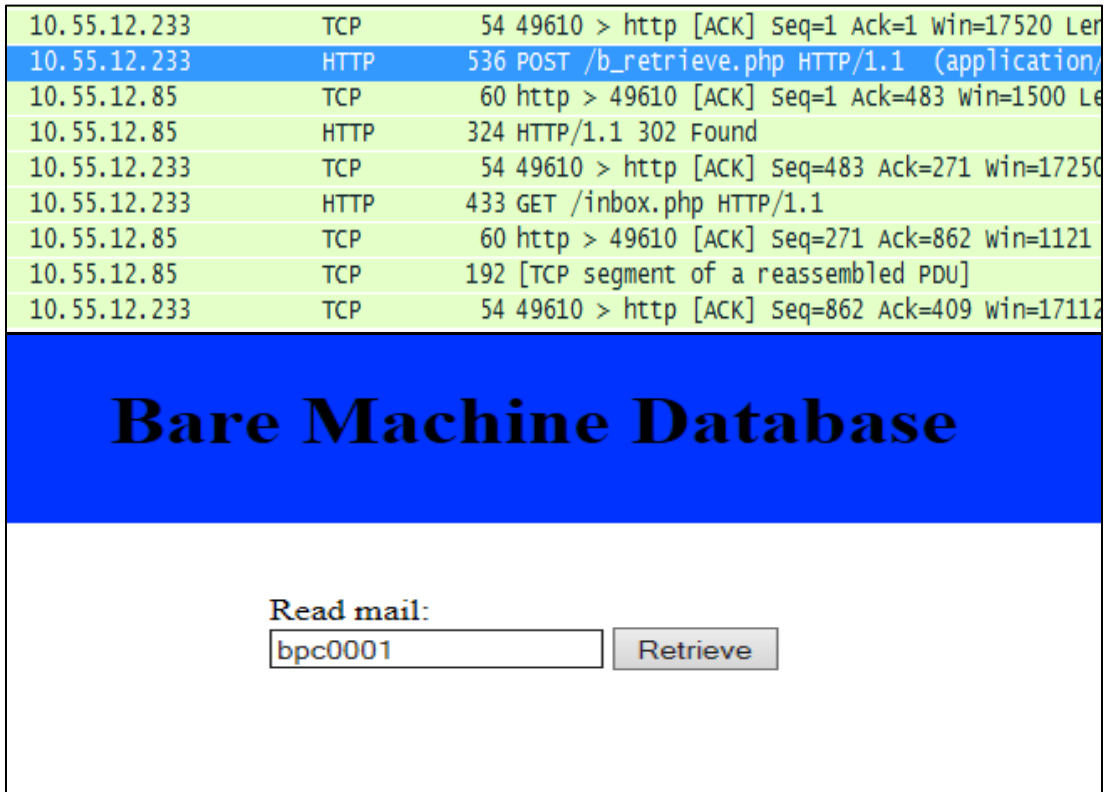 10.55.12.233 TCP 54 49610 > http [ACK] Seq=1 Ack=1 Win=17520 Len
10.55.12.233 HTTP 536 POST /b_retrieve.php HTTP/1.1 (application/
10.55.12.85 TCP 60 http > 49610 [ACK] Seq=1 Ack=483 Win=1500 Le
10.55.12.85 HTTP 324 HTTP/1.1 302 Found
10.55.12.233 TCP 54 49610 > http [ACK] Seq=483 Ack=271 Win=17250
10.55.12.233 HTTP 433 GET /inbox.php HTTP/1.1
10.55.12.85 TCP 60 http > 49610 [ACK] Seq=271 Ack=862 Win=1121
10.55.12.85 TCP 192 [TCP segment of a reassembled PDU]
10.55.12.233 TCP 54 49610 > http [ACK] Seq=862 Ack=409 Win=17112
Bare Machine Database
Read mail:
bpc0001 Retrieve